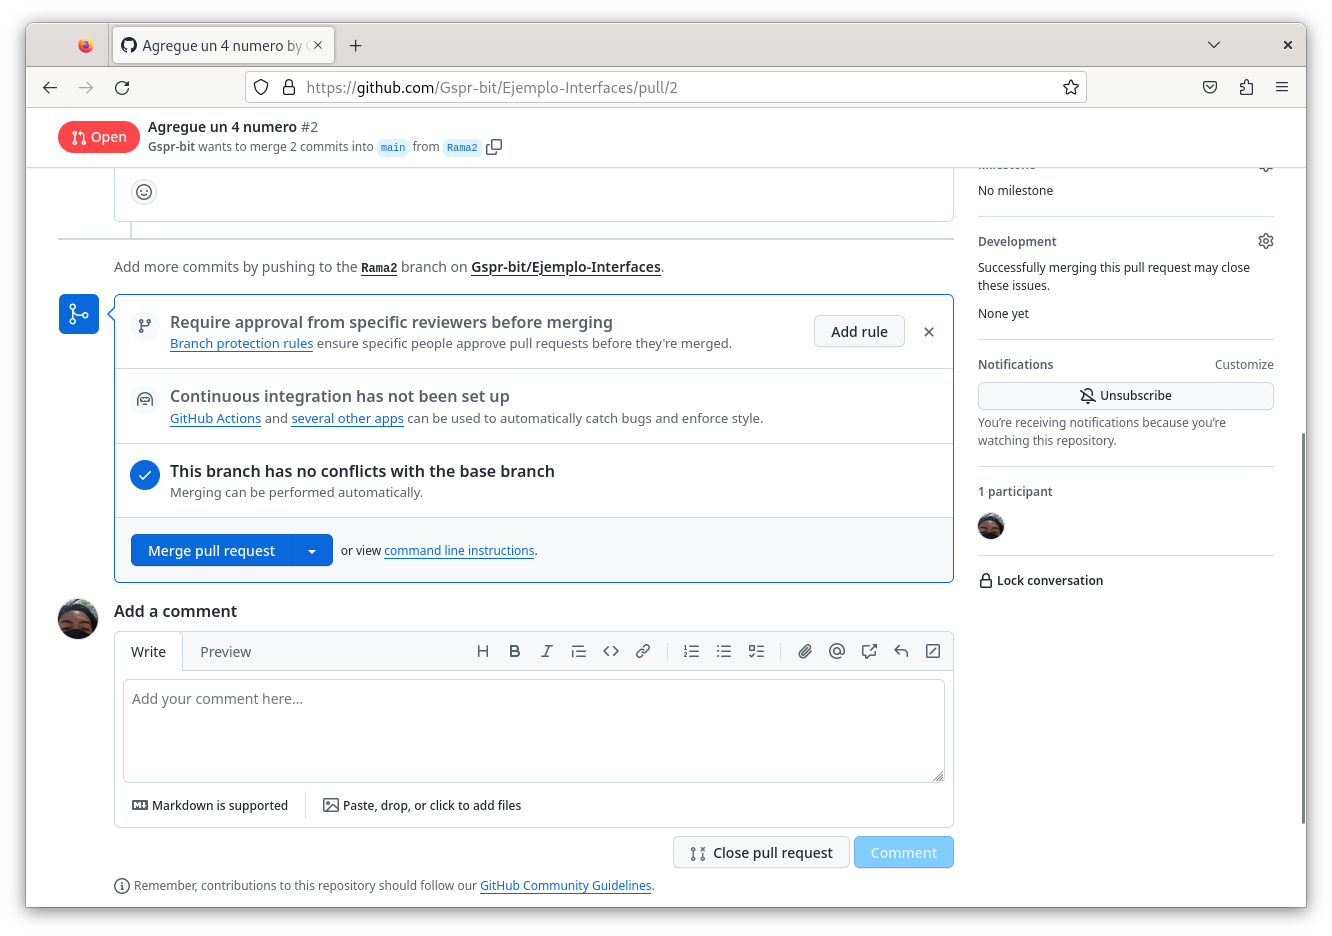 Agregue un 4 numero by
https://github.com/Gspr-bit/Ejemplo-Interfaces/pull/2
Open
Agregue un 4 numero #2
Gspr-bit wants to merge 2 commits into main from Rama2
No milestone
Development
Successfully merging this pull request may close
these issues.
None yet
Notifications
Customize
Unsubscribe
You're receiving notifications because you're
watching this repository.
1 participant
Lock conversation
Add more commits by pushing to the Rama2 branch on Gspr-bit/Ejemplo-Interfaces.
Require approval from specific reviewers before merging
Branch protection rules ensure specific people approve pull requests before they're merged.
Add rule
Continuous integration has not been set up
GitHub Actions and several other apps can be used to automatically catch bugs and enforce style.
This branch has no conflicts with the base branch
Merging can be performed automatically.
Merge pull request
or view command line instructions.
Add a comment
Write
Preview
Add your comment here...
Markdown is supported
Paste, drop, or click to add files
Close pull request
Comment
Remember, contributions to this repository should follow our GitHub Community Guidelines.